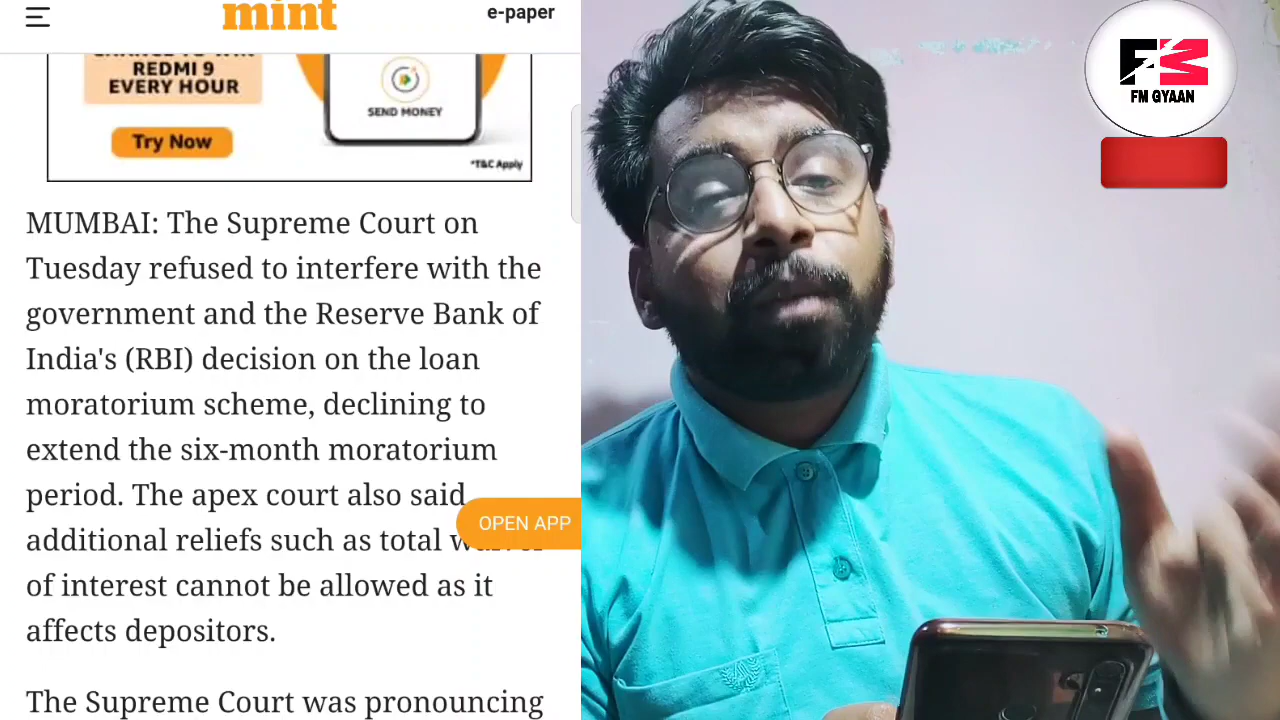 mint
e-paper
REDMI 9
EVERY HOUR
SEND MONEY
Try Now
*T&C Apply
MUMBAI: The Supreme Court on
Tuesday refused to interfere with the
government and the Reserve Bank of
India's (RBI) decision on the loan
moratorium scheme, declining to
extend the six-month moratorium
period. The apex court also said
OPEN APP
additional reliefs such as total
of interest cannot be allowed as it
affects depositors.
The Supreme Court was pronouncing
FM
FM GYAAN